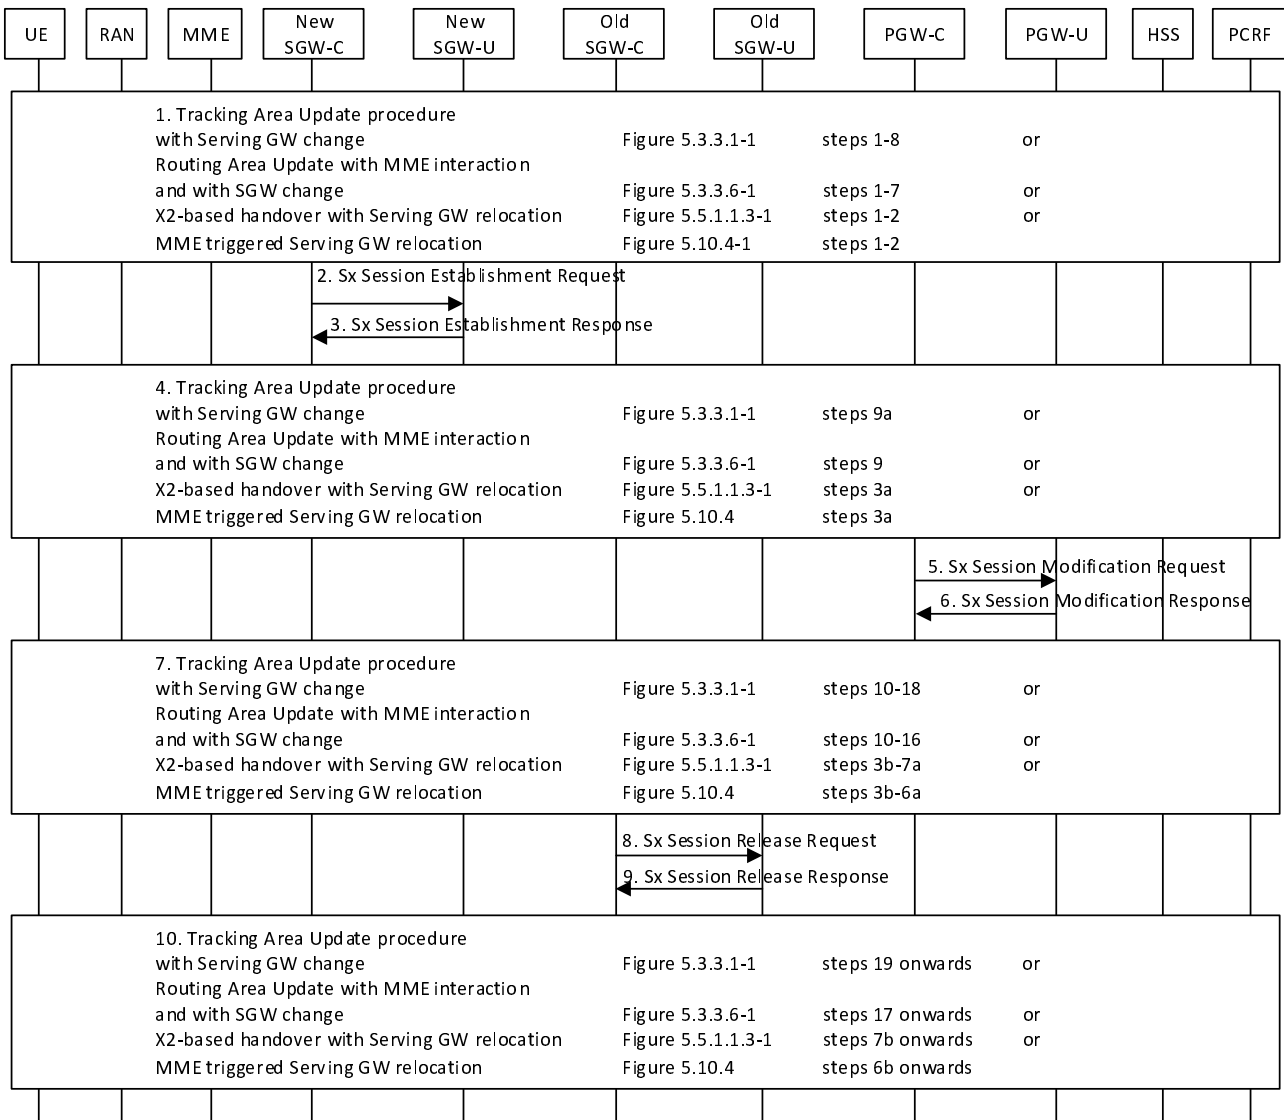 UE RAN MME New SGW-C New SGW-U Old SGW-C Old SGW-U PGW-C PGW-U HSS PCRF
1. Tracking Area Update procedure
with Serving GW change Figure 5.3.3.1-1 steps 1-8 or
Routing Area Update with MME interaction
and with SGW change Figure 5.3.3.6-1 steps 1-7 or
X2-based handover with Serving GW relocation Figure 5.5.1.1.3-1 steps 1-2 or
MME triggered Serving GW relocation Figure 5.10.4-1 steps 1-2
2. Sx Session Establishment Request
3. Sx Session Establishment Response
4. Tracking Area Update procedure
with Serving GW change Figure 5.3.3.1-1 steps 9a or
Routing Area Update with MME interaction
and with SGW change Figure 5.3.3.6-1 steps 9 or
X2-based handover with Serving GW relocation Figure 5.5.1.1.3-1 steps 3a or
MME triggered Serving GW relocation Figure 5.10.4 steps 3a
5. Sx Session Modification Request
6. Sx Session Modification Response
7. Tracking Area Update procedure
with Serving GW change Figure 5.3.3.1-1 steps 10-18 or
Routing Area Update with MME interaction
and with SGW change Figure 5.3.3.6-1 steps 10-16 or
X2-based handover with Serving GW relocation Figure 5.5.1.1.3-1 steps 3b-7a or
MME triggered Serving GW relocation Figure 5.10.4 steps 3b-6a
8. Sx Session Release Request
9. Sx Session Release Response
10. Tracking Area Update procedure
with Serving GW change Figure 5.3.3.1-1 steps 19 onwards or
Routing Area Update with MME interaction
and with SGW change Figure 5.3.3.6-1 steps 17 onwards or
X2-based handover with Serving GW relocation Figure 5.5.1.1.3-1 steps 7b onwards or
MME triggered Serving GW relocation Figure 5.10.4 steps 6b onwards